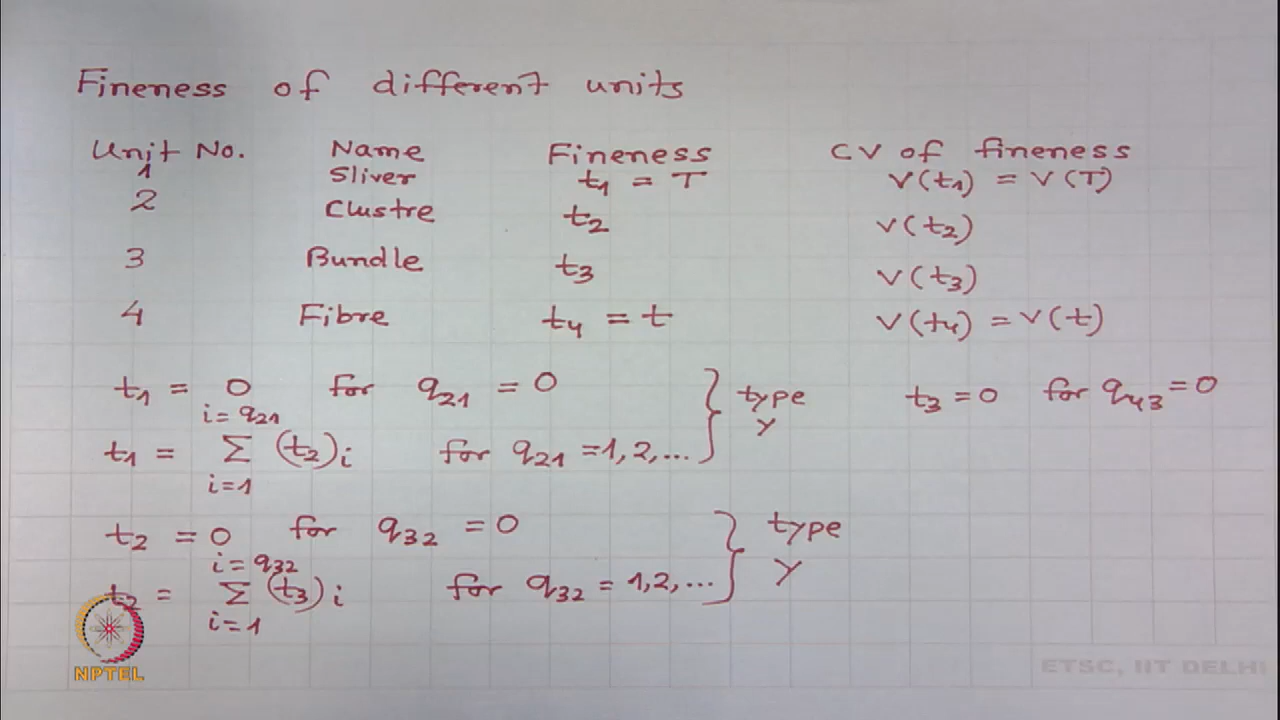 Fineness of different units
Unit No. Name Fineness CV of fineness
1 Sliver t₁ = T V(t₁) = V(T)
2 Clustre t₂ V(t₂)
3 Bundle t₃ V(t₃)
4 Fibre t₄ = t V(t₄) = V(t)
t₁ = 0 for q₂₁ = 0 } type Y t₃ = 0 for q₄₃ = 0
i = q₂₁
t₁ = Σ (t₂)ᵢ for q₂₁ = 1, 2, ...
i = 1
t₂ = 0 for q₃₂ = 0 } type Y
i = q₃₂
t₂ = Σ (t₃)ᵢ for q₃₂ = 1, 2, ...
i = 1
NPTEL
ETSC, IIT DELHI